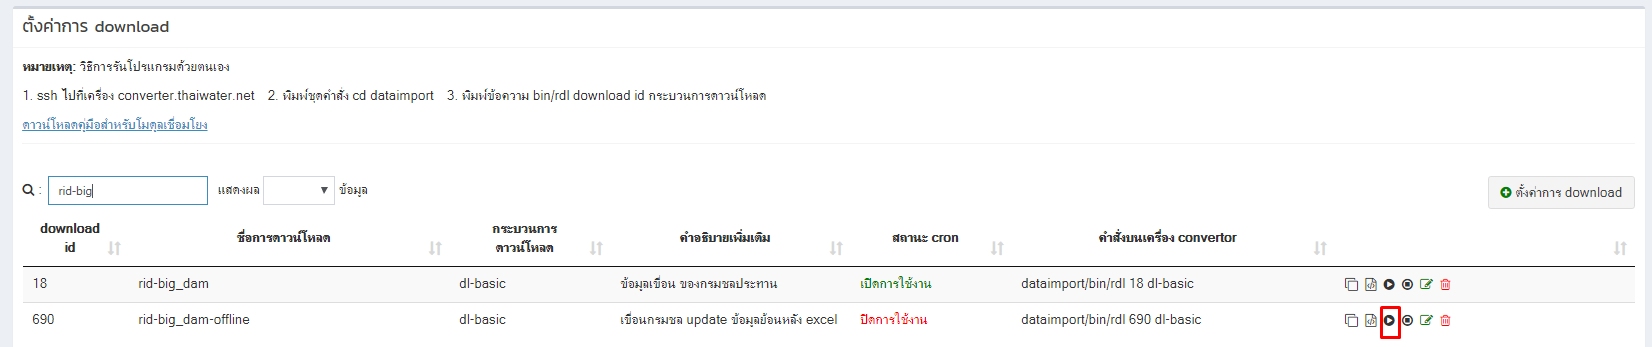 ตั้งค่าการ download
หมายเหตุ: วิธีการรันโปรแกรมด้วยตนเอง
1. ssh ไปที่เครื่อง converter.thaiwater.net 2. พิมพ์ชุดคำสั่ง cd dataimport 3. พิมพ์ข้อความ bin/rdl download id กระบวนการดาวน์โหลด
ดาวน์โหลดคู่มือสำหรับโมดุลเชื่อมโยง
: rid-big แสดงผล ข้อมูล ตั้งค่าการ download
download id ชื่อการดาวน์โหลด กระบวนการดาวน์โหลด คำอธิบายเพิ่มเติม สถานะ cron คำสั่งบนเครื่อง convertor
18 rid-big_dam dl-basic ข้อมูลเขื่อน ของกรมชลประทาน เปิดการใช้งาน dataimport/bin/rdl 18 dl-basic
690 rid-big_dam-offline dl-basic เขื่อนกรมชล update ข้อมูลย้อนหลัง excel ปิดการใช้งาน dataimport/bin/rdl 690 dl-basic